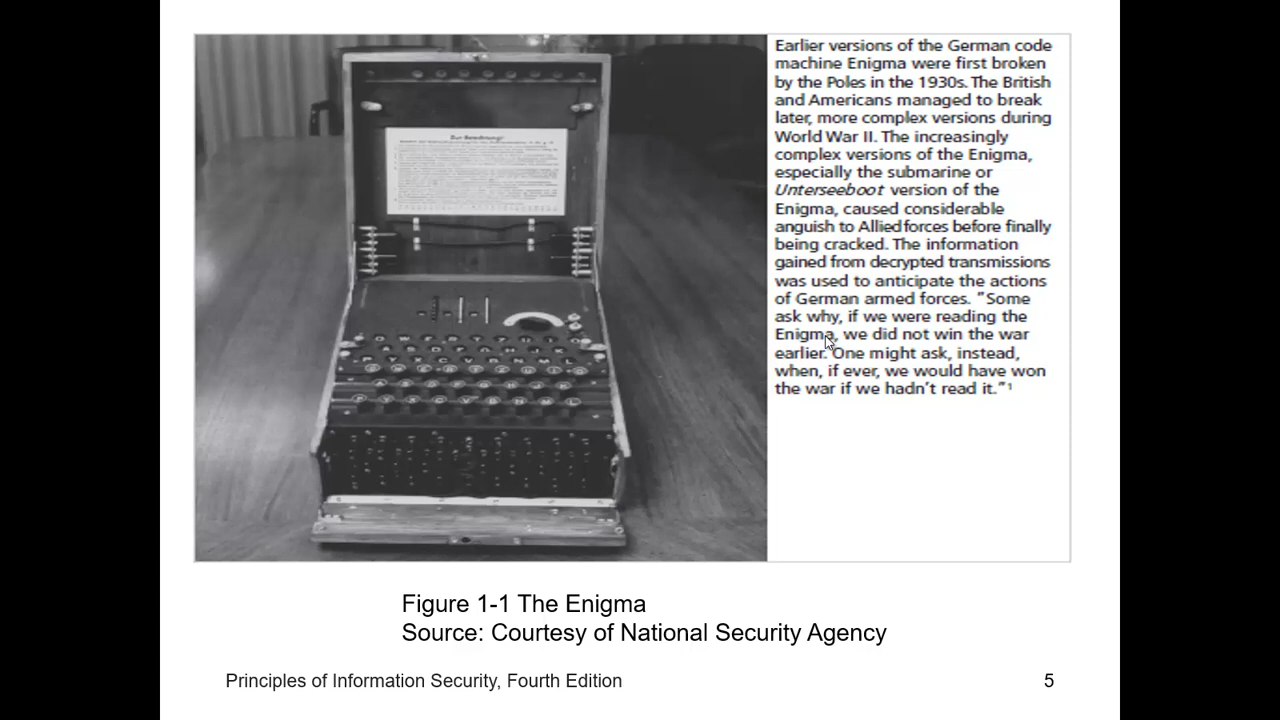 Zur Beachtung!
Earlier versions of the German code
machine Enigma were first broken
by the Poles in the 1930s. The British
and Americans managed to break
later, more complex versions during
World War II. The increasingly
complex versions of the Enigma,
especially the submarine or
Unterseeboot version of the
Enigma, caused considerable
anguish to Allied forces before finally
being cracked. The information
gained from decrypted transmissions
was used to anticipate the actions
of German armed forces. "Some
ask why, if we were reading the
Enigma, we did not win the war
earlier. One might ask, instead,
when, if ever, we would have won
the war if we hadn't read it."1
Figure 1-1 The Enigma
Source: Courtesy of National Security Agency
Principles of Information Security, Fourth Edition
5